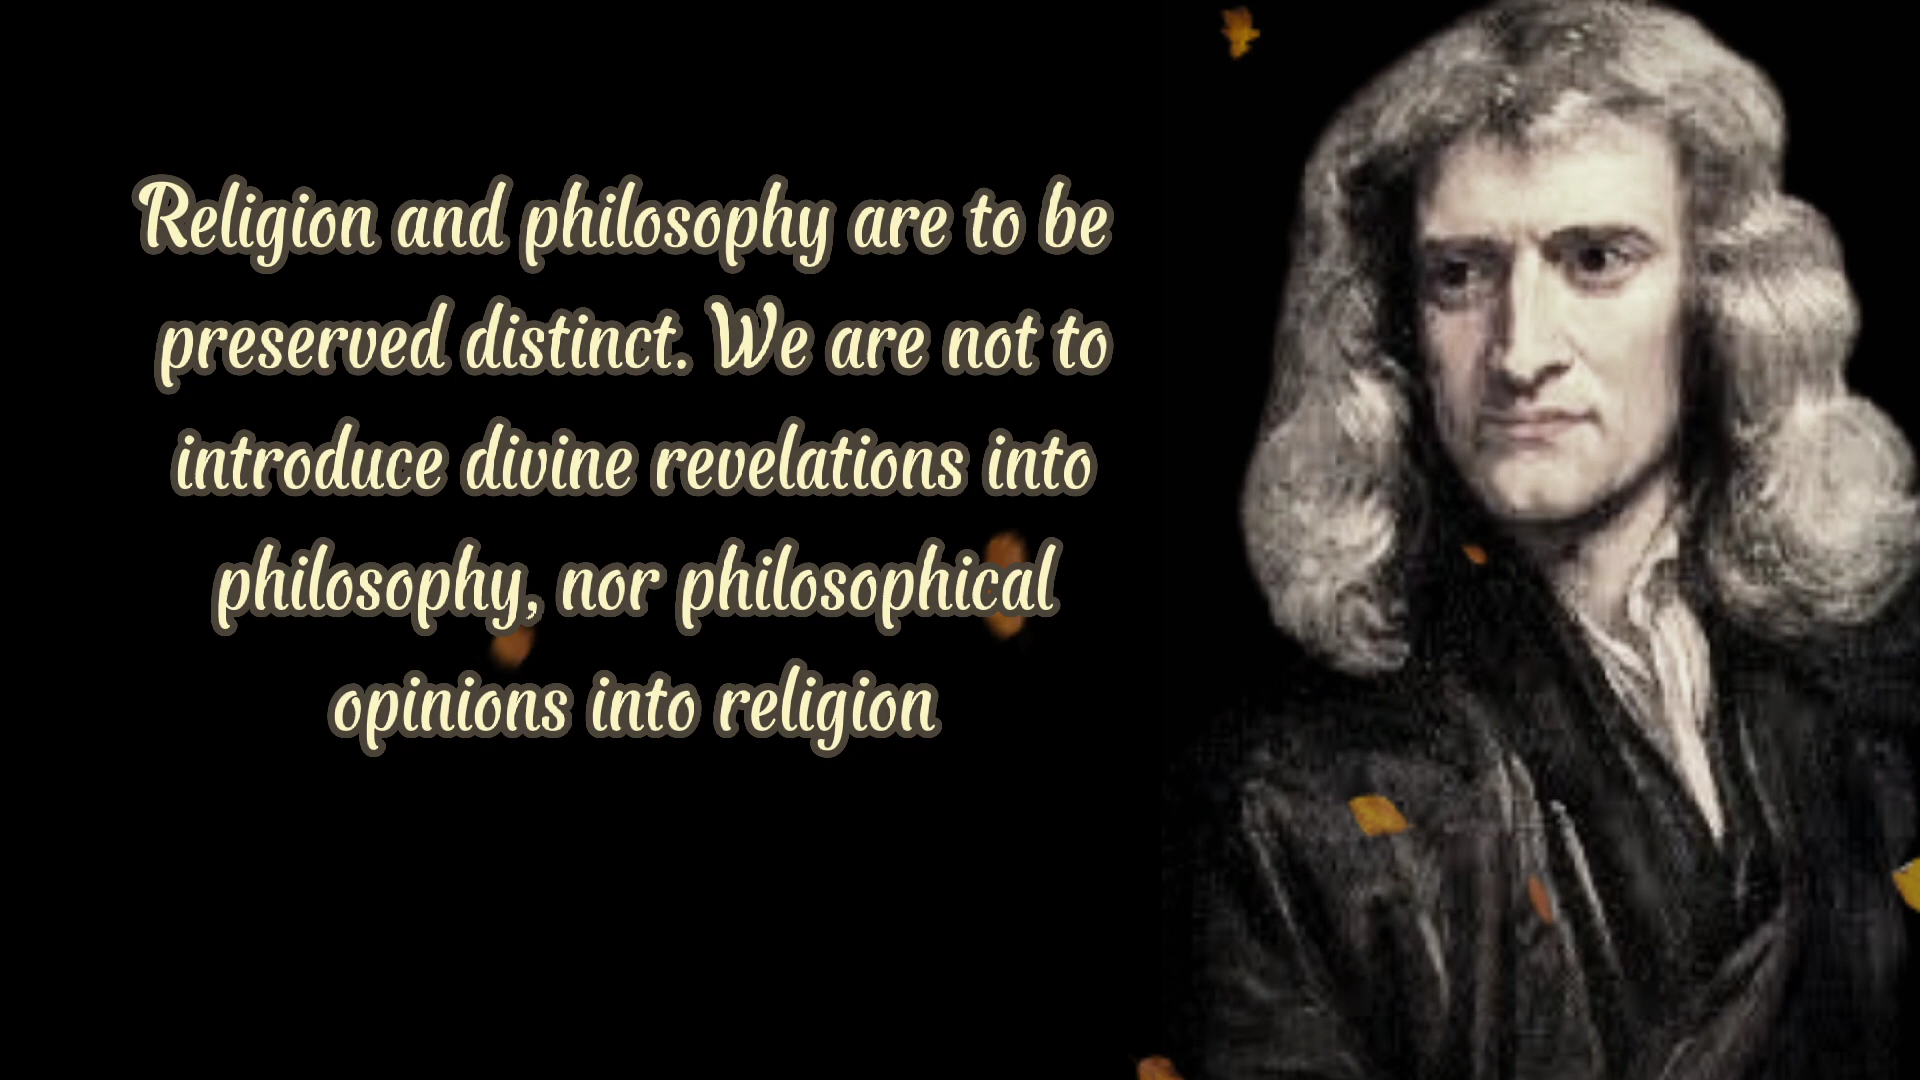 Religion and philosophy are to be
preserved distinct. We are not to
introduce divine revelations into
philosophy, nor philosophical
opinions into religion